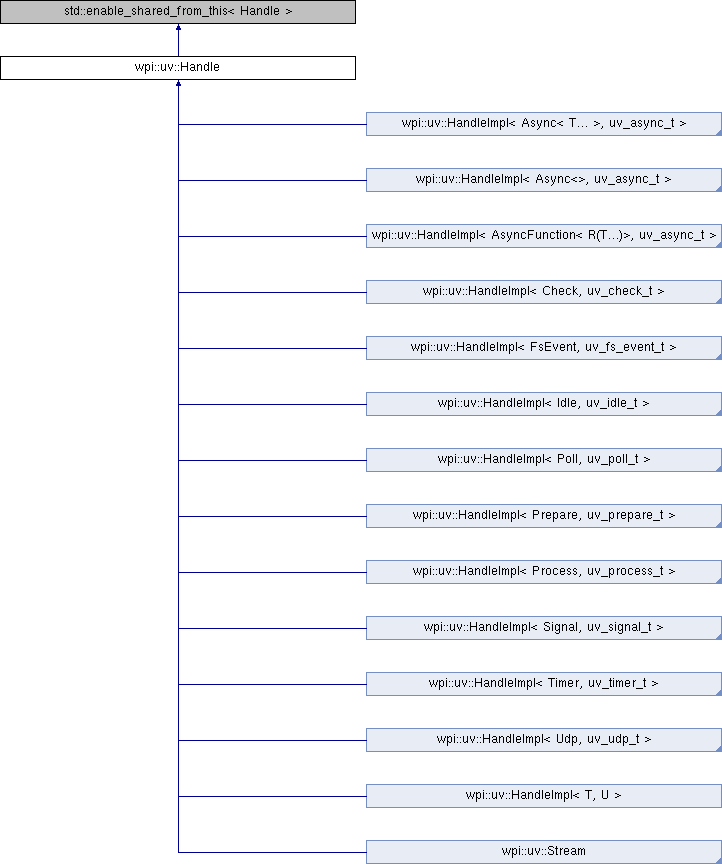 std::enable_shared_from_this< Handle >
wpi::uv::Handle
wpi::uv::HandleImpl< Async< T... >, uv_async_t >
wpi::uv::HandleImpl< Async<>, uv_async_t >
wpi::uv::HandleImpl< AsyncFunction< R(T...)>, uv_async_t >
wpi::uv::HandleImpl< Check, uv_check_t >
wpi::uv::HandleImpl< FsEvent, uv_fs_event_t >
wpi::uv::HandleImpl< Idle, uv_idle_t >
wpi::uv::HandleImpl< Poll, uv_poll_t >
wpi::uv::HandleImpl< Prepare, uv_prepare_t >
wpi::uv::HandleImpl< Process, uv_process_t >
wpi::uv::HandleImpl< Signal, uv_signal_t >
wpi::uv::HandleImpl< Timer, uv_timer_t >
wpi::uv::HandleImpl< Udp, uv_udp_t >
wpi::uv::HandleImpl< T, U >
wpi::uv::Stream